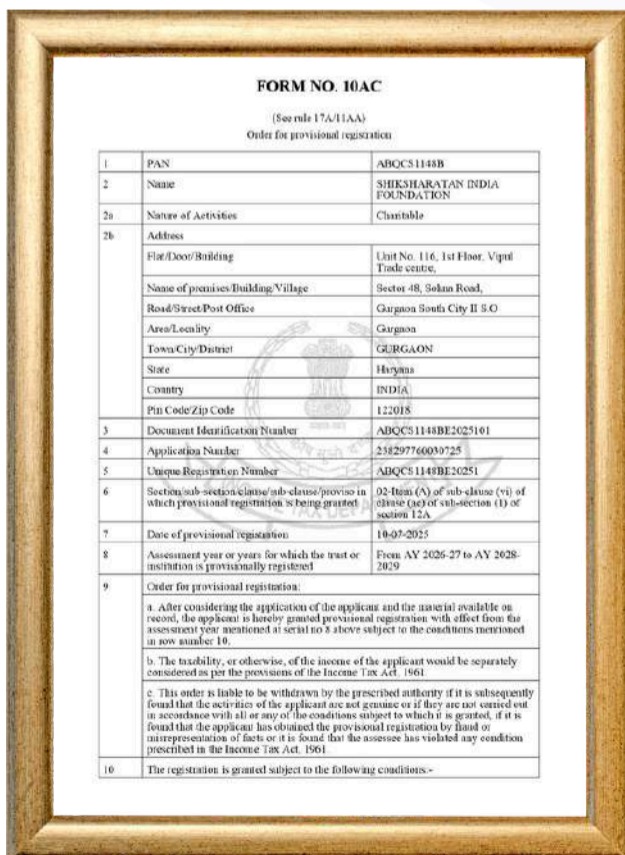 FORM NO. 10AC
(See rule 17A/11AA)
Order for provisional registration
1 PAN ABQCS1148B
2 Name SHIKSHARATAN INDIA
FOUNDATION
2a Nature of Activities Charitable
2b Address
Flat/Door/Building Unit No. 116, 1st Floor, Vipul
Trade centre,
Name of premises/Building/Village Sector 48, Sohna Road,
Road/Street/Post Office Gurgaon South City II S.O
Area/Locality Gurgaon
Town/City/District GURGAON
State Haryana
Country INDIA
Pin Code/Zip Code 122018
3 Document Identification Number ABQCS1148BE2025101
4 Application Number 238297760030725
5 Unique Registration Number ABQCS1148BE20251
6 Section/sub-section/clause/sub-clause/proviso in
which provisional registration is being granted
02-Item (A) of sub-clause (vi) of
clause (ac) of sub-section (1) of
section 12A
7 Date of provisional registration 10-07-2025
8 Assessment year or years for which the trust or
institution is provisionally registered
From AY 2026-27 to AY 2028-
2029
9 Order for provisional registration:
a. After considering the application of the applicant and the material available on
record, the applicant is hereby granted provisional registration with effect from the
assessment year mentioned at serial no 8 above subject to the conditions mentioned
in row number 10.
b. The taxability, or otherwise, of the income of the applicant would be separately
considered as per the provisions of the Income Tax Act, 1961.
c. This order is liable to be withdrawn by the prescribed authority if it is subsequently
found that the activities of the applicant are not genuine or if they are not carried out
in accordance with all or any of the conditions subject to which it is granted, if it is
found that the applicant has obtained the provisional registration by fraud or
misrepresentation of facts or it is found that the assessee has violated any condition
prescribed in the Income Tax Act, 1961.
10 The registration is granted subject to the following conditions:-